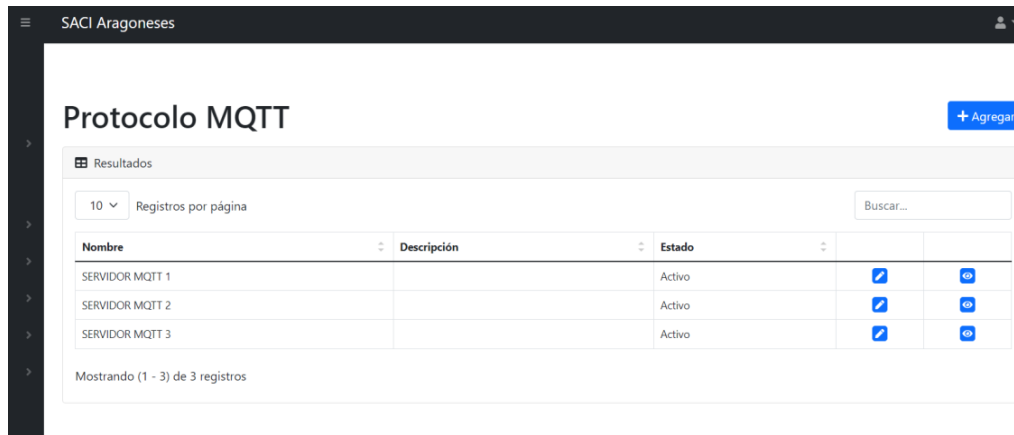 SACI Aragoneses
Protocolo MQTT
+ Agregar
Resultados
10 Registros por página
Buscar...
Nombre Descripción Estado
SERVIDOR MQTT 1 Activo
SERVIDOR MQTT 2 Activo
SERVIDOR MQTT 3 Activo
Mostrando (1 - 3) de 3 registros